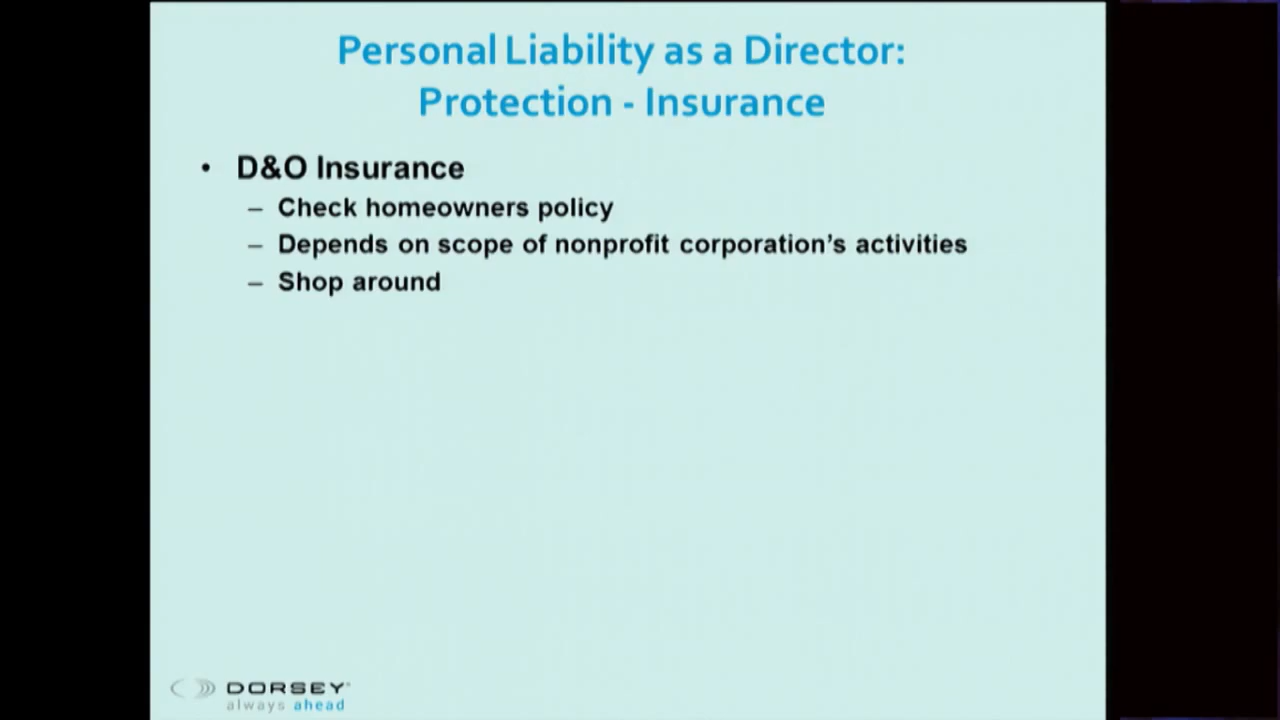 Personal Liability as a Director:
Protection - Insurance
• D&O Insurance
– Check homeowners policy
– Depends on scope of nonprofit corporation’s activities
– Shop around
DORSEY
always ahead